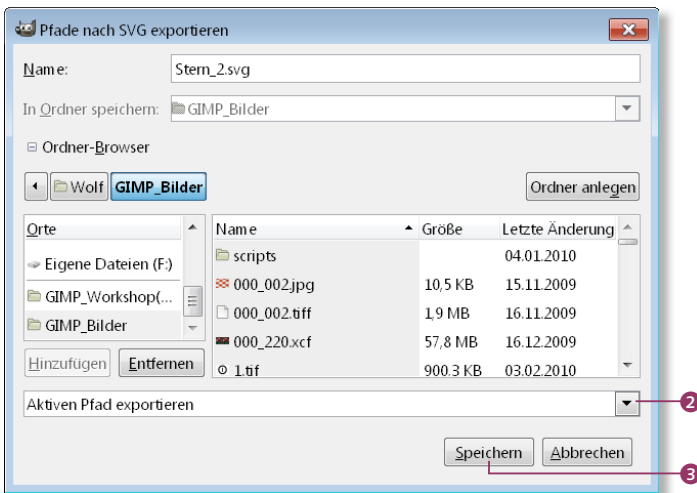 Pfade nach SVG exportieren
Name: Stern_2.svg
In Ordner speichern: GIMP_Bilder
Ordner-Browser
Wolf GIMP_Bilder Ordner anlegen
Orte Name Größe Letzte Änderung
scripts 04.01.2010
Eigene Dateien (F:)
000_002.jpg 10,5 KB 15.11.2009
GIMP_Workshop(...
000_002.tiff 1,9 MB 16.11.2009
GIMP_Bilder
000_220.xcf 57,8 MB 16.12.2009
Hinzufügen Entfernen
1.tif 900,3 KB 03.02.2010
Aktiven Pfad exportieren 2
Speichern Abbrechen
3